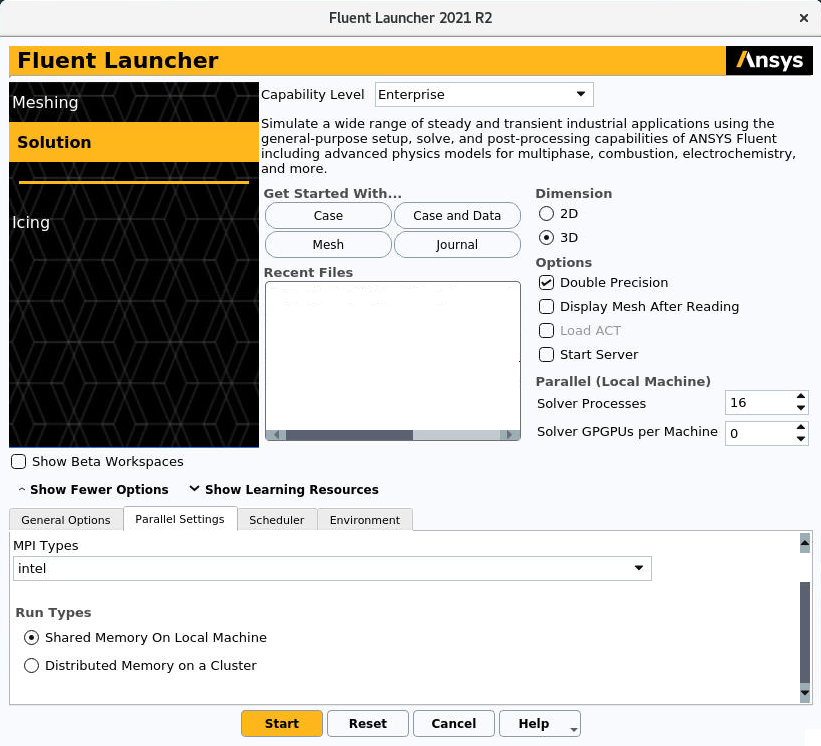 Fluent Launcher 2021 R2
Fluent Launcher
Ansys
Meshing
Solution
Icing
Capability Level
Enterprise
Simulate a wide range of steady and transient industrial applications using the
general-purpose setup, solve, and post-processing capabilities of ANSYS Fluent
including advanced physics models for multiphase, combustion, electrochemistry,
and more.
Get Started With...
Case
Case and Data
Mesh
Journal
Recent Files
Dimension
2D
3D
Options
Double Precision
Display Mesh After Reading
Load ACT
Start Server
Parallel (Local Machine)
Solver Processes
16
Solver GPGPUs per Machine
0
Show Beta Workspaces
Show Fewer Options
Show Learning Resources
General Options
Parallel Settings
Scheduler
Environment
MPI Types
intel
Run Types
Shared Memory On Local Machine
Distributed Memory on a Cluster
Start
Reset
Cancel
Help